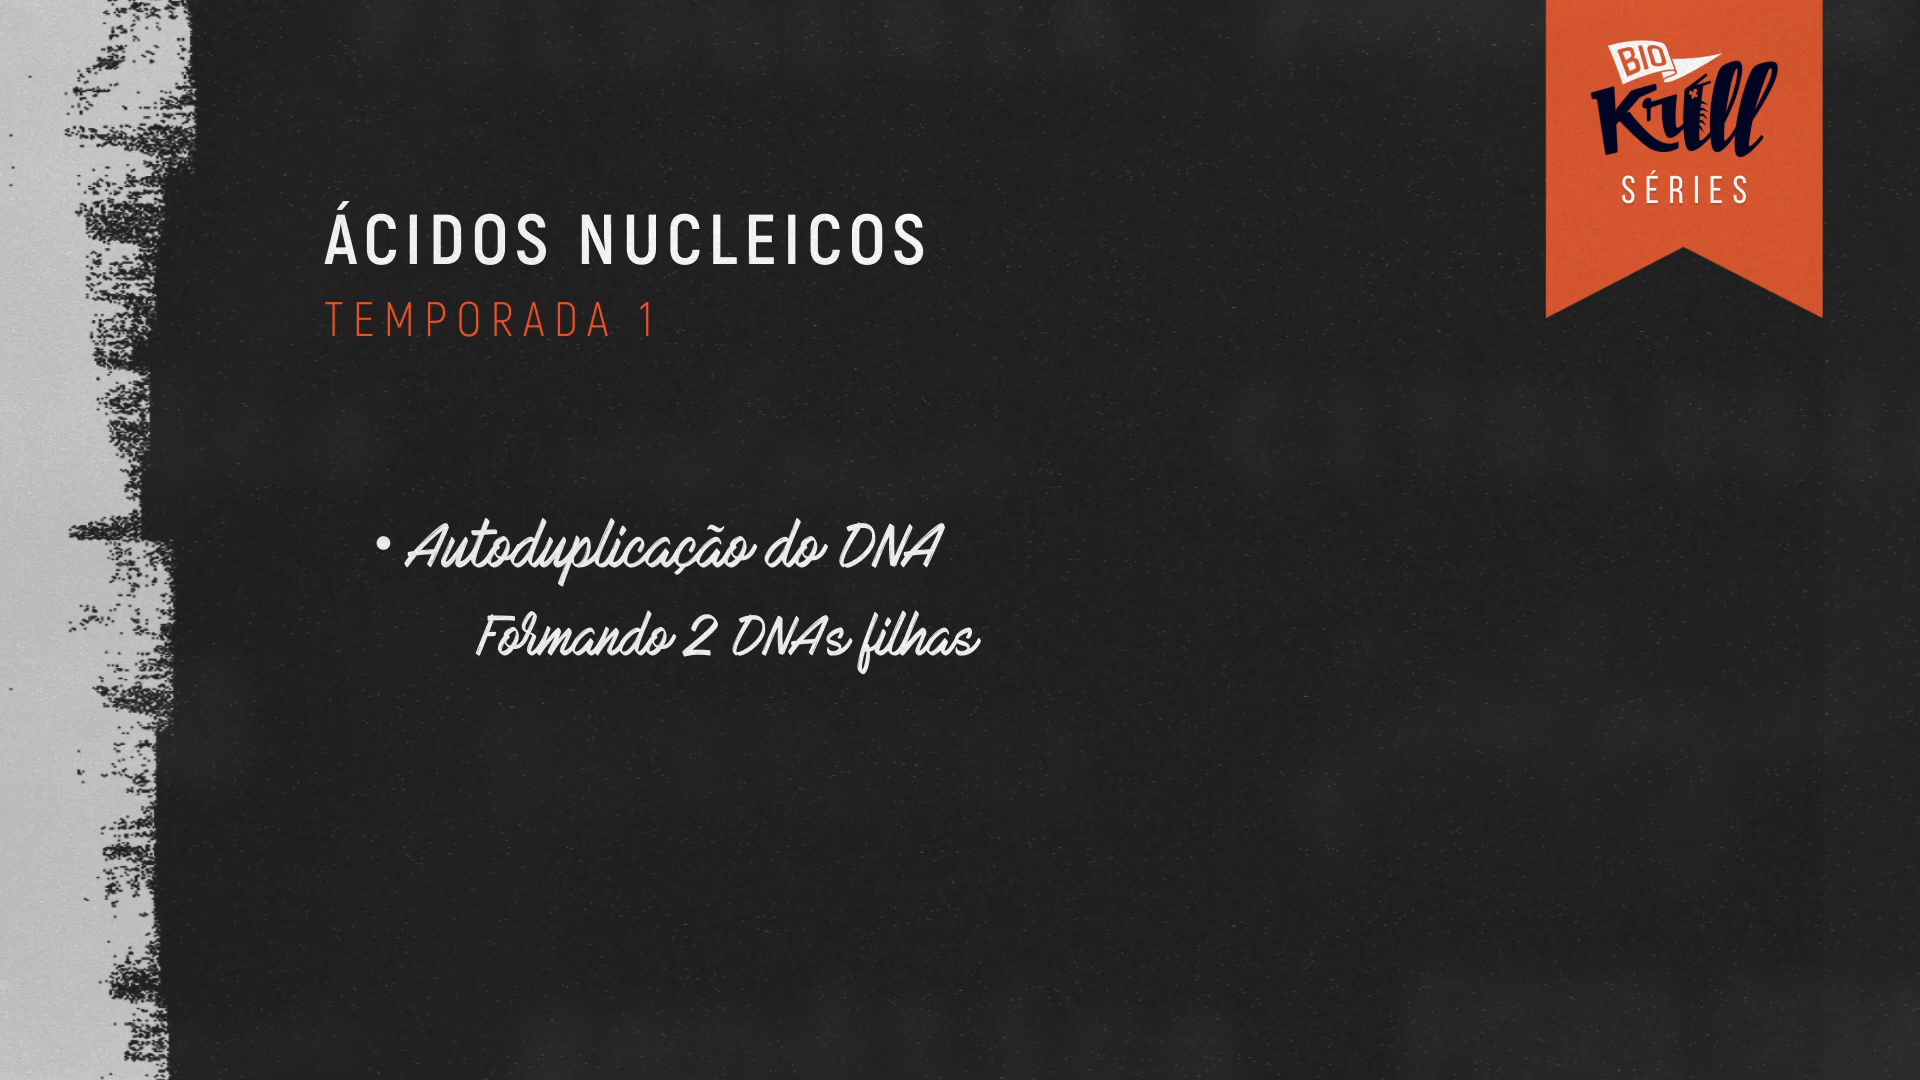 BIO
Krill
SÉRIES
ÁCIDOS NUCLEICOS
TEMPORADA 1
• Autoduplicação do DNA
Formando 2 DNAs filhas